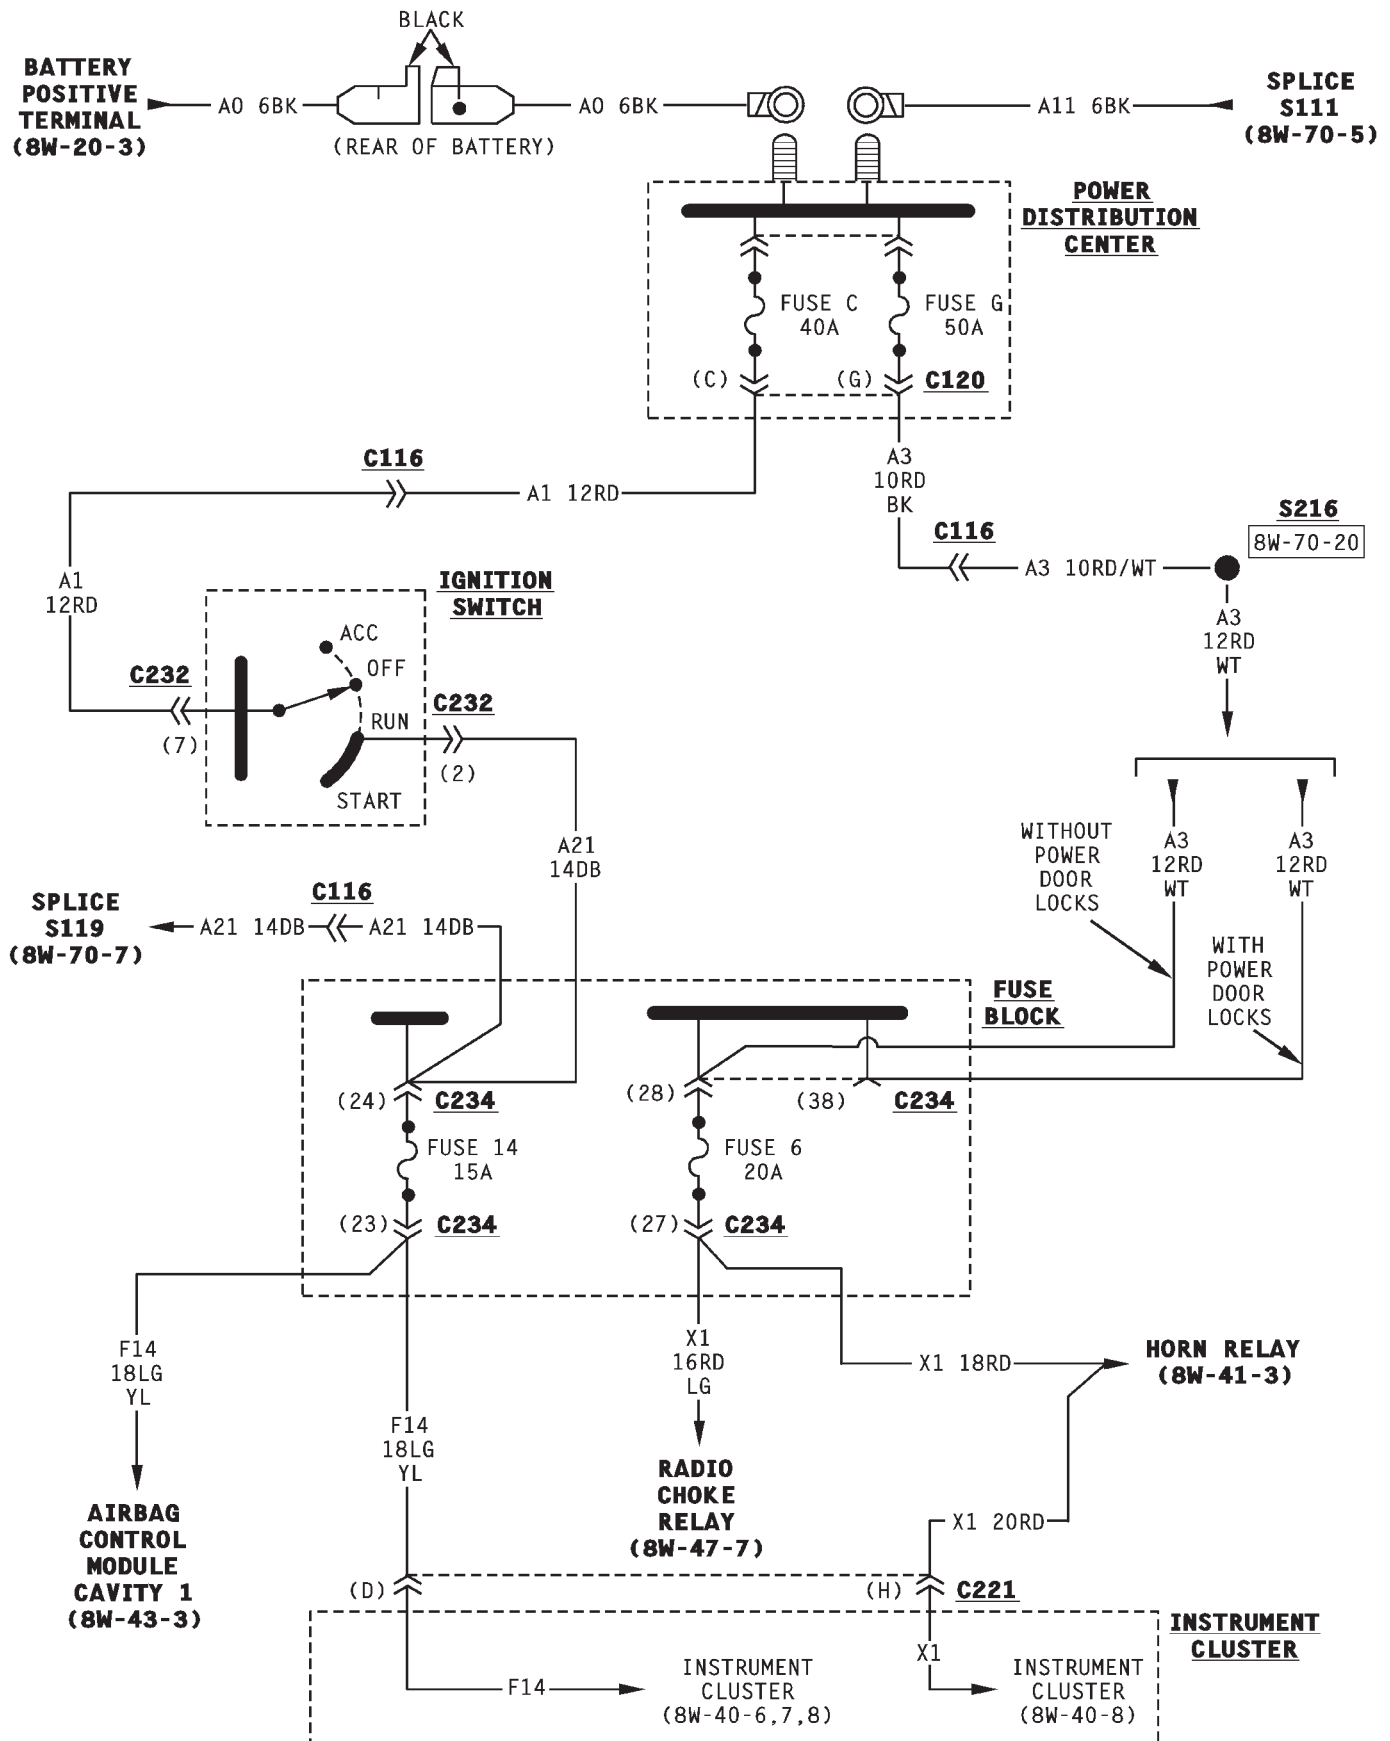 BLACK
BATTERY
POSITIVE
TERMINAL
(8W-20-3)
A0 6BK
A0 6BK
(REAR OF BATTERY)
A11 6BK
SPLICE
S111
(8W-70-5)
POWER
DISTRIBUTION
CENTER
FUSE C
40A
FUSE G
50A
(C)
(G)
C120
C116
A1 12RD
A3
10RD
BK
C116
A3 10RD/WT
S216
8W-70-20
A1
12RD
IGNITION
SWITCH
ACC
OFF
RUN
START
C232
(7)
C232
(2)
A3
12RD
WT
A21
14DB
WITHOUT
POWER
DOOR
LOCKS
A3
12RD
WT
A3
12RD
WT
WITH
POWER
DOOR
LOCKS
SPLICE
S119
(8W-70-7)
C116
A21 14DB
A21 14DB
FUSE
BLOCK
(24)
C234
(28)
(38)
C234
FUSE 14
15A
FUSE 6
20A
(23)
C234
(27)
C234
F14
18LG
YL
X1
16RD
LG
X1 18RD
HORN RELAY
(8W-41-3)
F14
18LG
YL
RADIO
CHOKE
RELAY
(8W-47-7)
AIRBAG
CONTROL
MODULE
CAVITY 1
(8W-43-3)
X1 20RD
(D)
(H)
C221
INSTRUMENT
CLUSTER
F14
INSTRUMENT
CLUSTER
(8W-40-6,7,8)
X1
INSTRUMENT
CLUSTER
(8W-40-8)